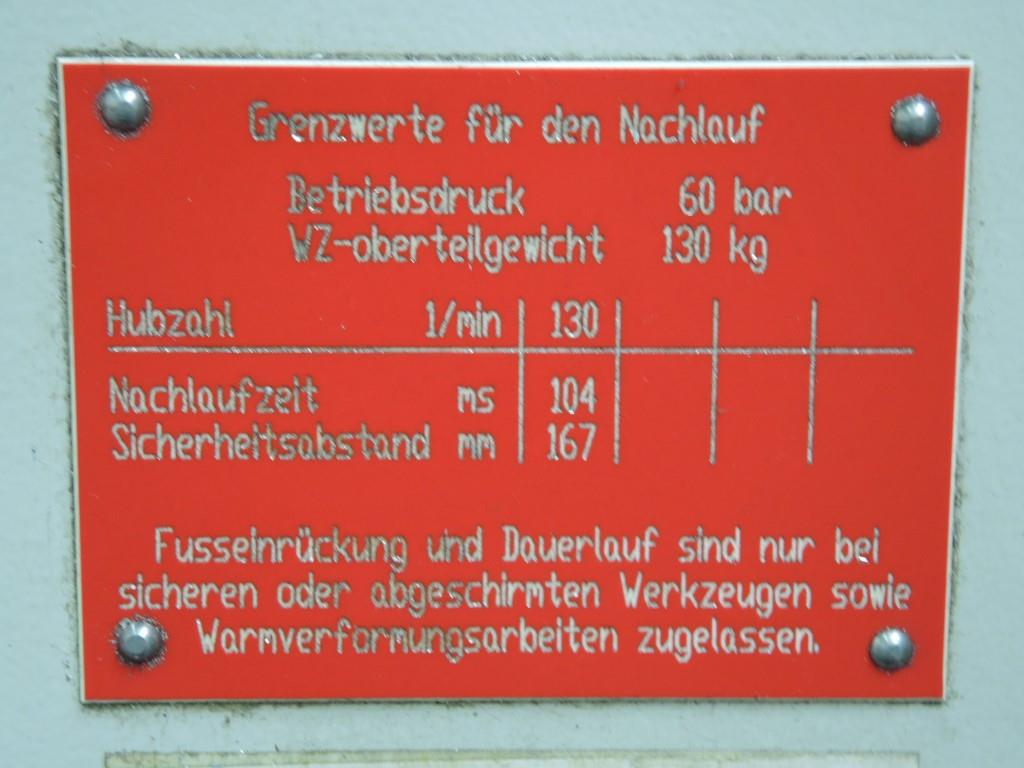 Grenzwerte für den Nachlauf
Betriebsdruck 60 bar
WZ-oberteilgewicht 130 kg
Hubzahl 1/min 130
Nachlaufzeit ms 104
Sicherheitsabstand mm 167
Fusseinrückung und Dauerlauf sind nur bei
sicheren oder abgeschirmten Werkzeugen sowie
Warmverformungsarbeiten zugelassen.